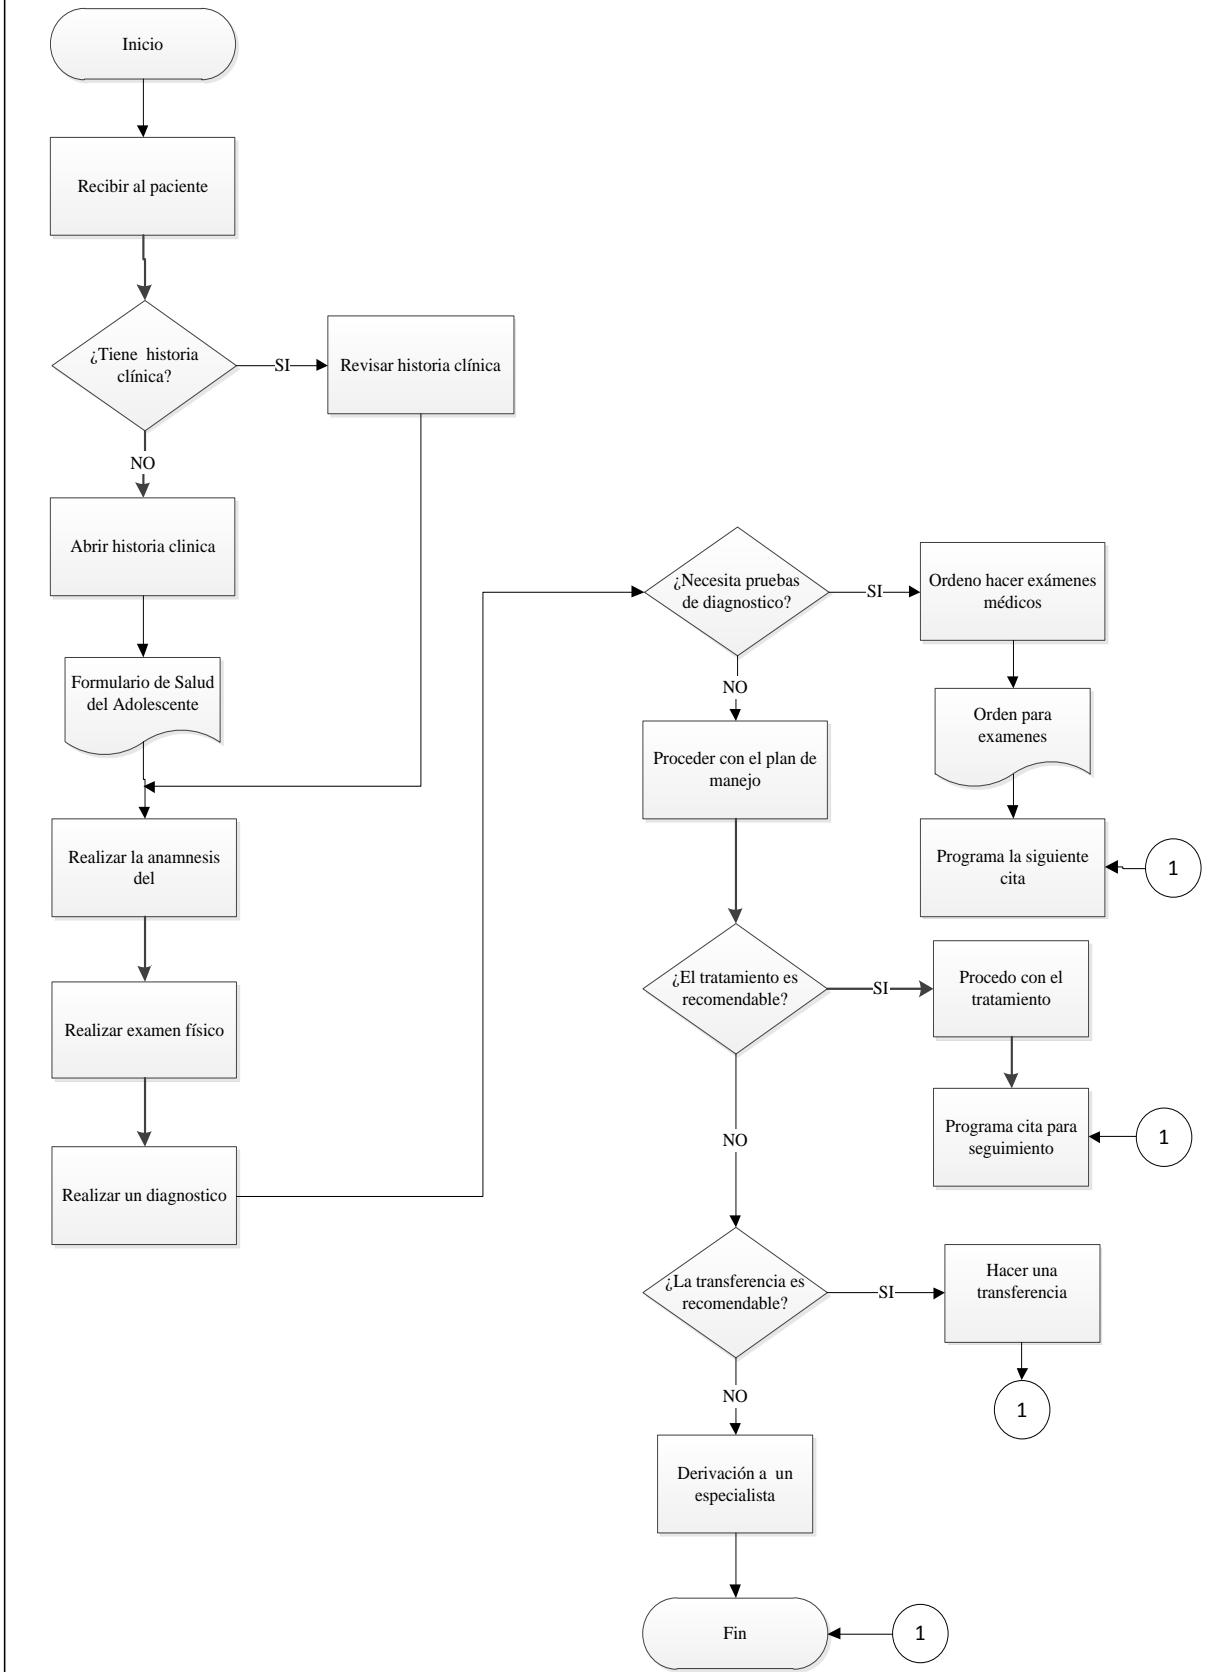 Inicio
Recibir al paciente
¿Tiene historia
clínica?
SI
Revisar historia clínica
NO
Abrir historia clinica
Formulario de Salud
del Adolescente
Realizar la anamnesis
del
Realizar examen físico
Realizar un diagnostico
¿Necesita pruebas
de diagnostico?
SI
Ordeno hacer exámenes
médicos
NO
Orden para
examenes
Proceder con el plan de
manejo
Programa la siguiente
cita
1
¿El tratamiento es
recomendable?
SI
Procedo con el
tratamiento
Programa cita para
seguimiento
1
NO
¿La transferencia es
recomendable?
SI
Hacer una
transferencia
1
NO
Derivación a un
especialista
Fin
1